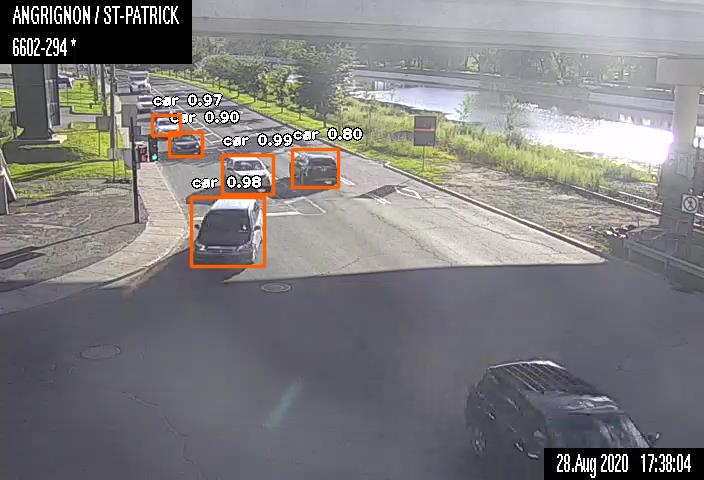 ANGRIGNON / ST-PATRICK
6602-294 *
car 0.97
car 0.90
car 0.99
car 0.80
car 0.98
28.Aug 2020 17:38:04